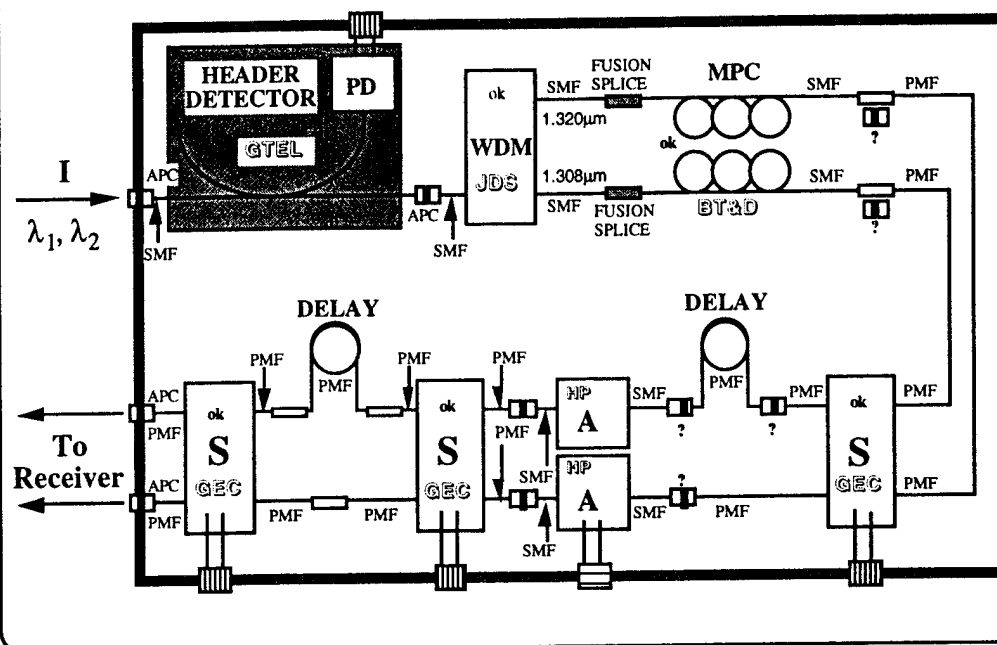 HEADER
DETECTOR
PD
GTEL
I
λ1, λ2
APC
SMF
APC
SMF
ok
WDM
JDS
SMF
1.320µm
1.308µm
SMF
FUSION
SPLICE
FUSION
SPLICE
MPC
ok
BT&D
SMF
PMF
?
SMF
PMF
?
DELAY
DELAY
APC
PMF
To
Receiver
APC
PMF
ok
S
GEC
PMF
PMF
PMF
PMF
PMF
ok
S
GEC
PMF
PMF
SMF
SMF
HP
A
HP
A
SMF
?
PMF
?
PMF
SMF
?
PMF
ok
S
GEC
PMF
PMF